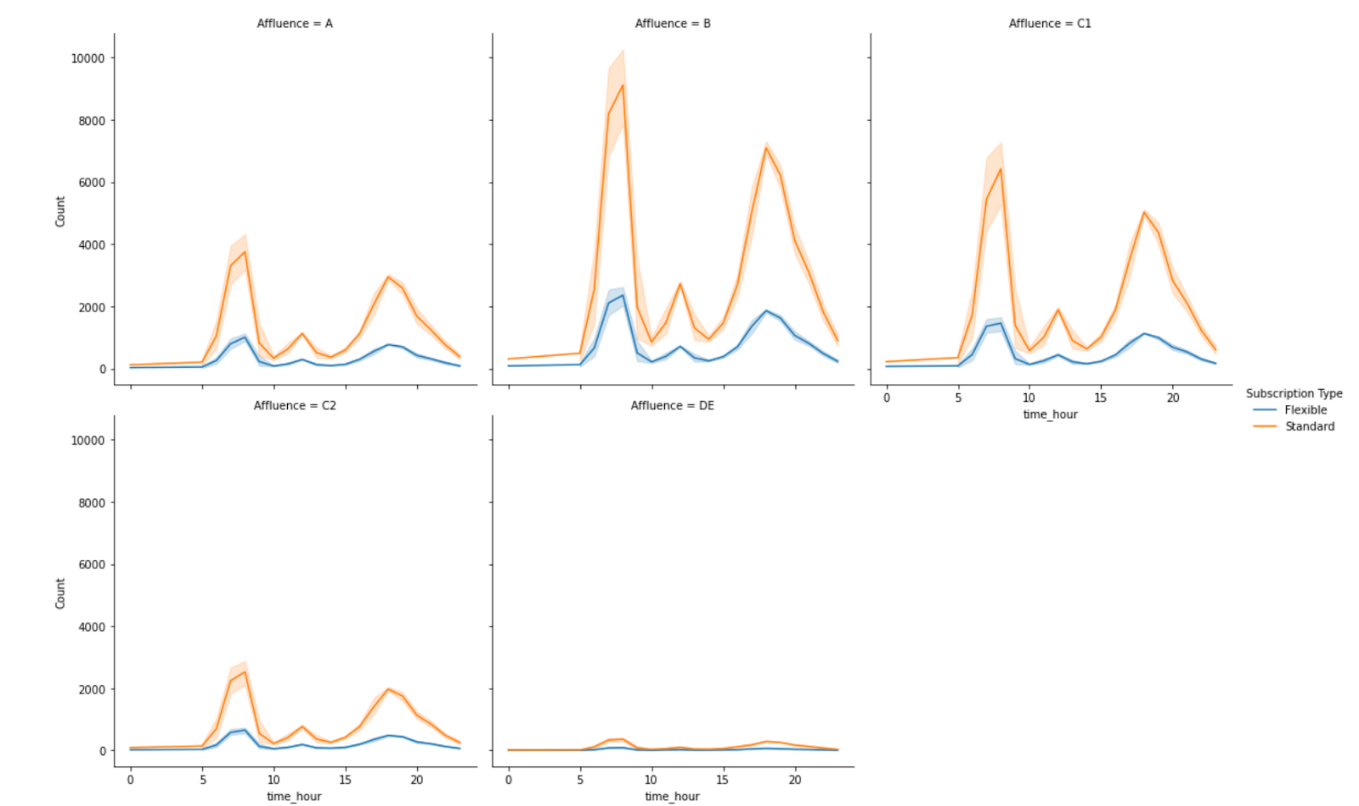 Affluence = A
Affluence = B
Affluence = C1
10000
8000
6000
4000
2000
0
Count
0 5 10 15 20
time_hour
Subscription Type
Flexible
Standard
Affluence = C2
Affluence = DE
10000
8000
6000
4000
2000
0
Count
0 5 10 15 20
time_hour
0 5 10 15 20
time_hour